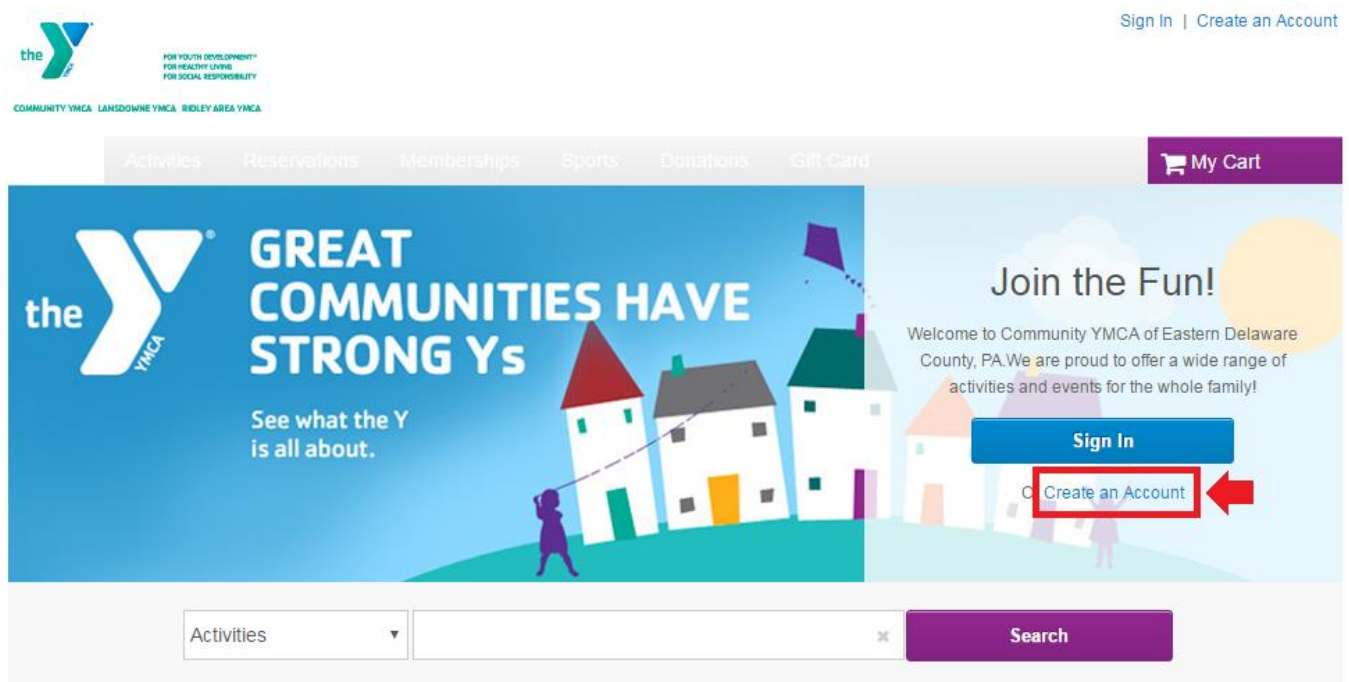 Sign In | Create an Account
the
YMCA
FOR YOUTH DEVELOPMENT®
FOR HEALTHY LIVING
FOR SOCIAL RESPONSIBILITY
COMMUNITY YMCA LANSDOWNE YMCA RIDLEY AREA YMCA
Activities Reservations Memberships Sports Donations Gift Card
My Cart
the
YMCA
®
GREAT
COMMUNITIES HAVE
STRONG Ys
See what the Y
is all about.
Join the Fun!
Welcome to Community YMCA of Eastern Delaware
County, PA.We are proud to offer a wide range of
activities and events for the whole family!
Sign In
Create an Account
Activities
Search